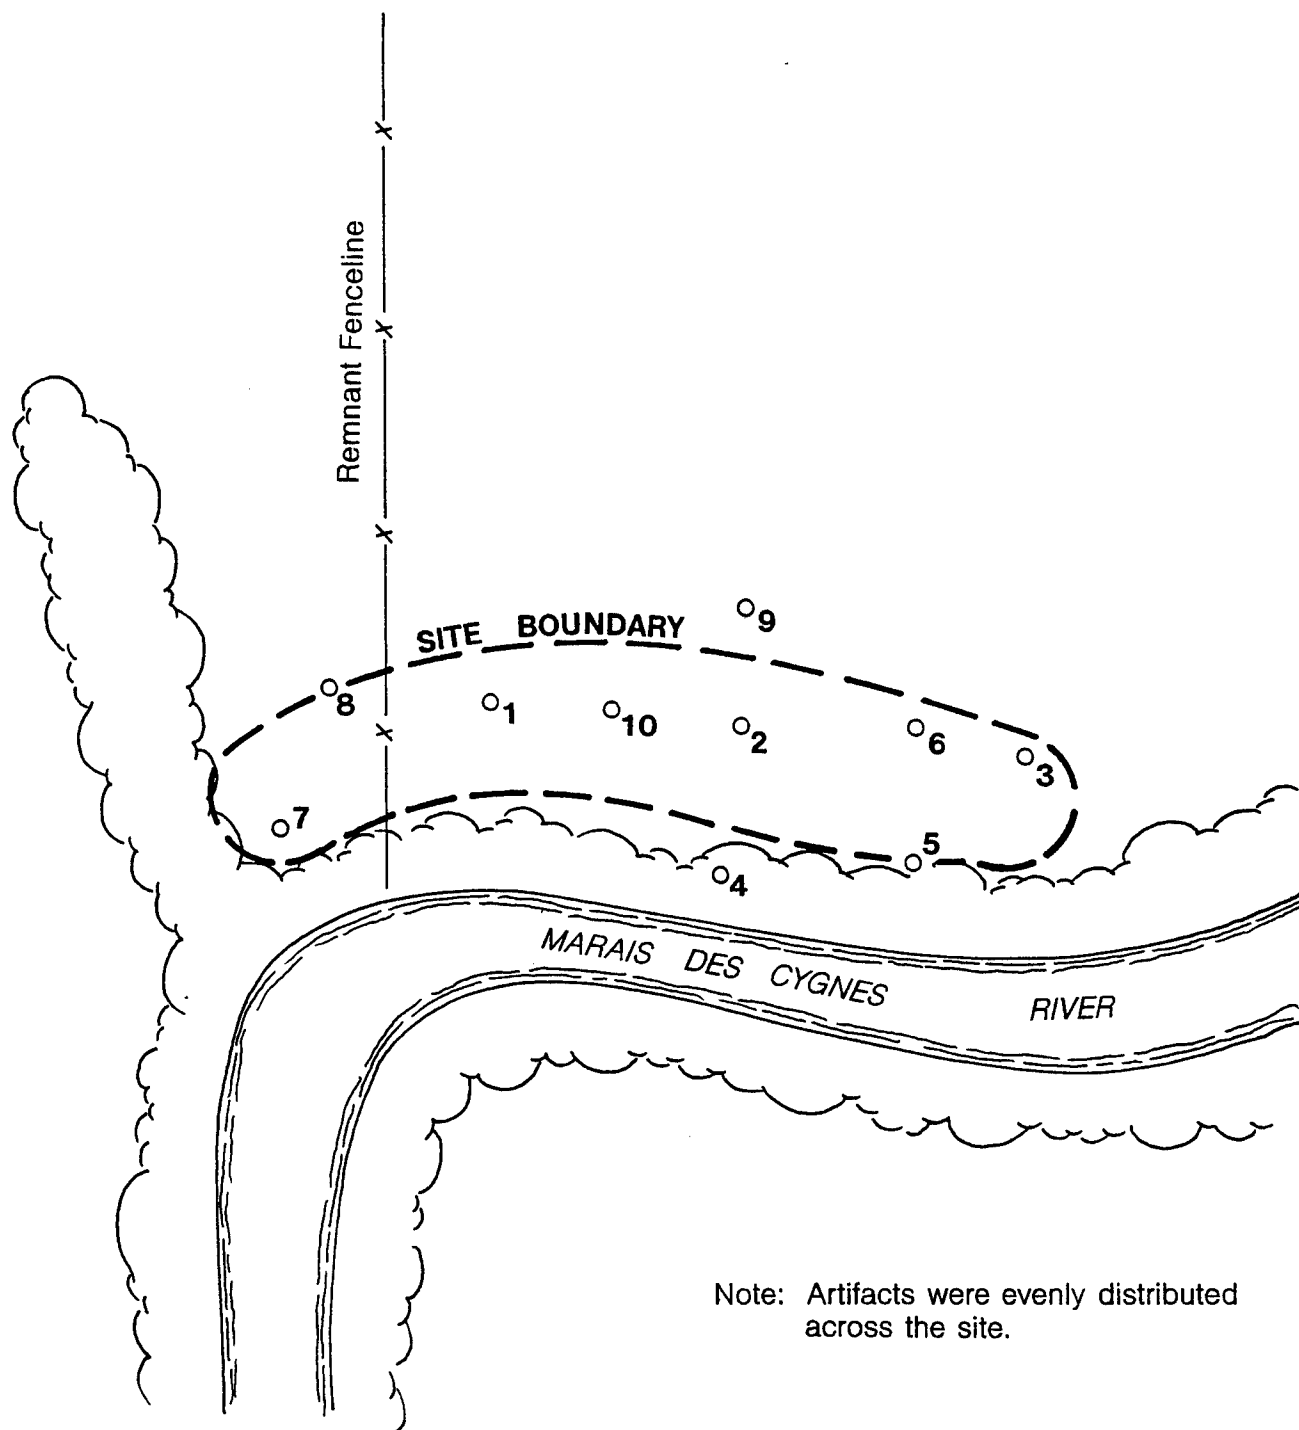 Remnant Fenceline
SITE BOUNDARY
9
8
1
10
2
6
3
7
5
4
MARAIS DES CYGNES RIVER
Note: Artifacts were evenly distributed
across the site.